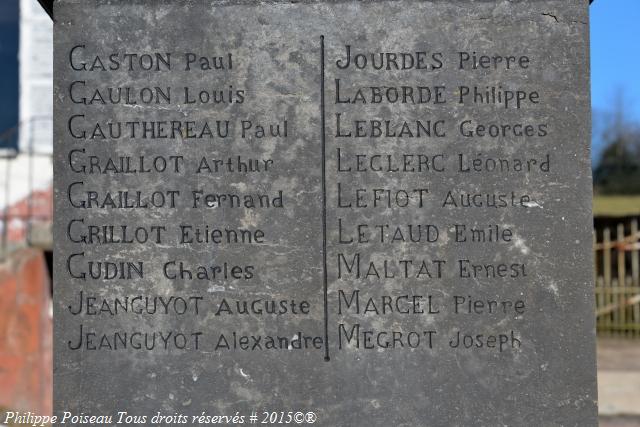 GASTON Paul
GAULON Louis
GAUTHEREAU Paul
GRAILLOT Arthur
GRAILLOT Fernand
GRILLOT Etienne
GUDIN Charles
JEANGUYOT Auguste
JEANGUYOT Alexandre
JOURDES Pierre
LABORDE Philippe
LEBLANC Georges
LECLERC Léonard
LEFIOT Auguste
LETAUD Emile
MALTAT Ernest
MARCEL Pierre
MEGROT Joseph
Philippe Poiseau Tous droits réservés # 2015©®